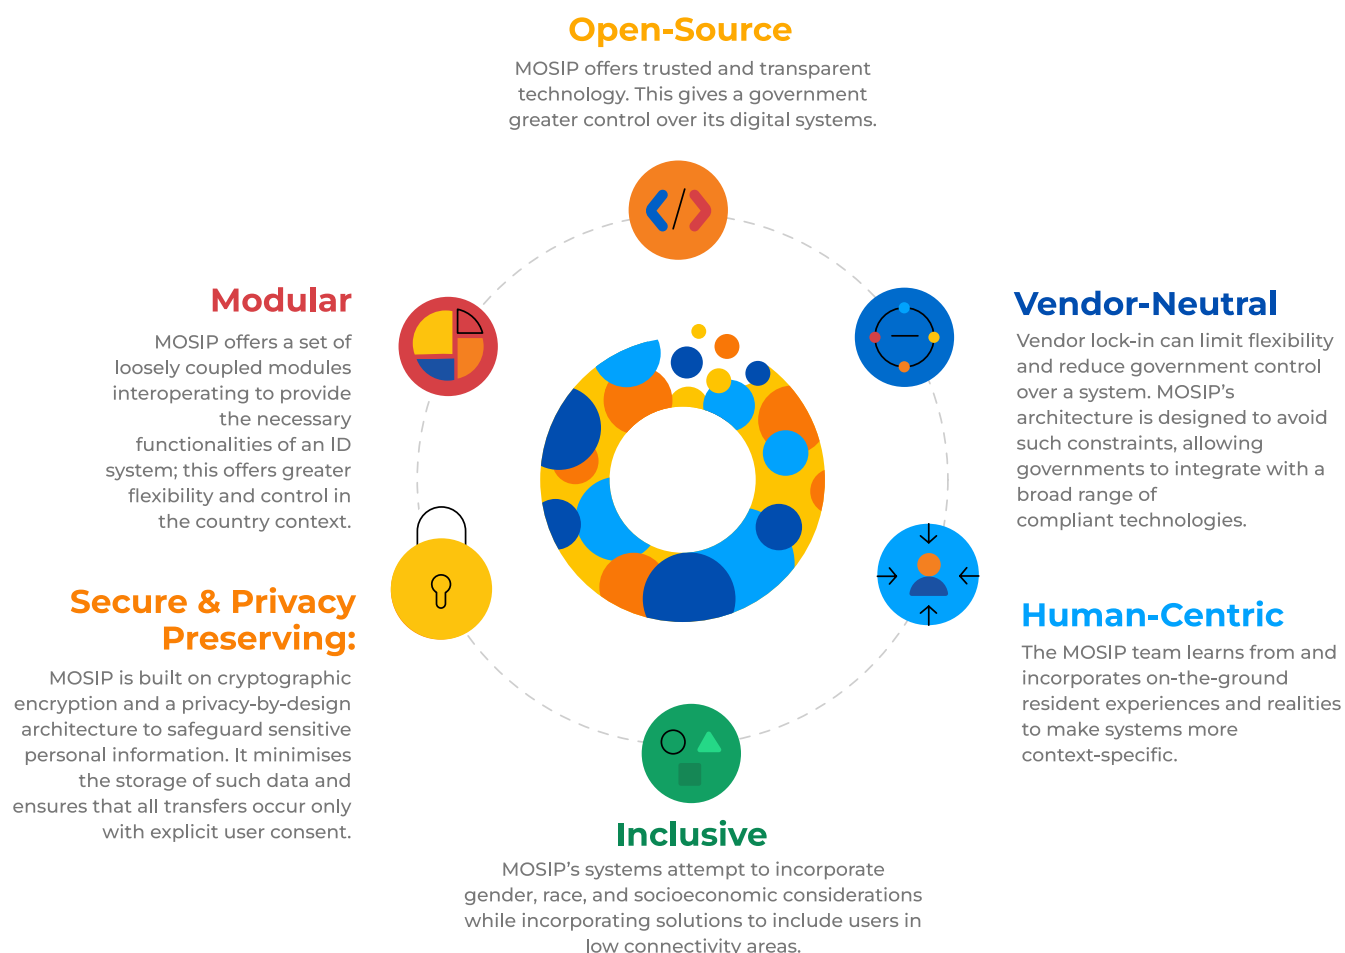 Open-Source
MOSIP offers trusted and transparent
technology. This gives a government
greater control over its digital systems.
Modular
MOSIP offers a set of
loosely coupled modules
interoperating to provide
the necessary
functionalities of an ID
system; this offers greater
flexibility and control in
the country context.
Vendor-Neutral
Vendor lock-in can limit flexibility
and reduce government control
over a system. MOSIP’s
architecture is designed to avoid
such constraints, allowing
governments to integrate with a
broad range of
compliant technologies.
Secure & Privacy
Preserving:
MOSIP is built on cryptographic
encryption and a privacy-by-design
architecture to safeguard sensitive
personal information. It minimises
the storage of such data and
ensures that all transfers occur only
with explicit user consent.
Human-Centric
The MOSIP team learns from and
incorporates on-the-ground
resident experiences and realities
to make systems more
context-specific.
Inclusive
MOSIP’s systems attempt to incorporate
gender, race, and socioeconomic considerations
while incorporating solutions to include users in
low connectivity areas.